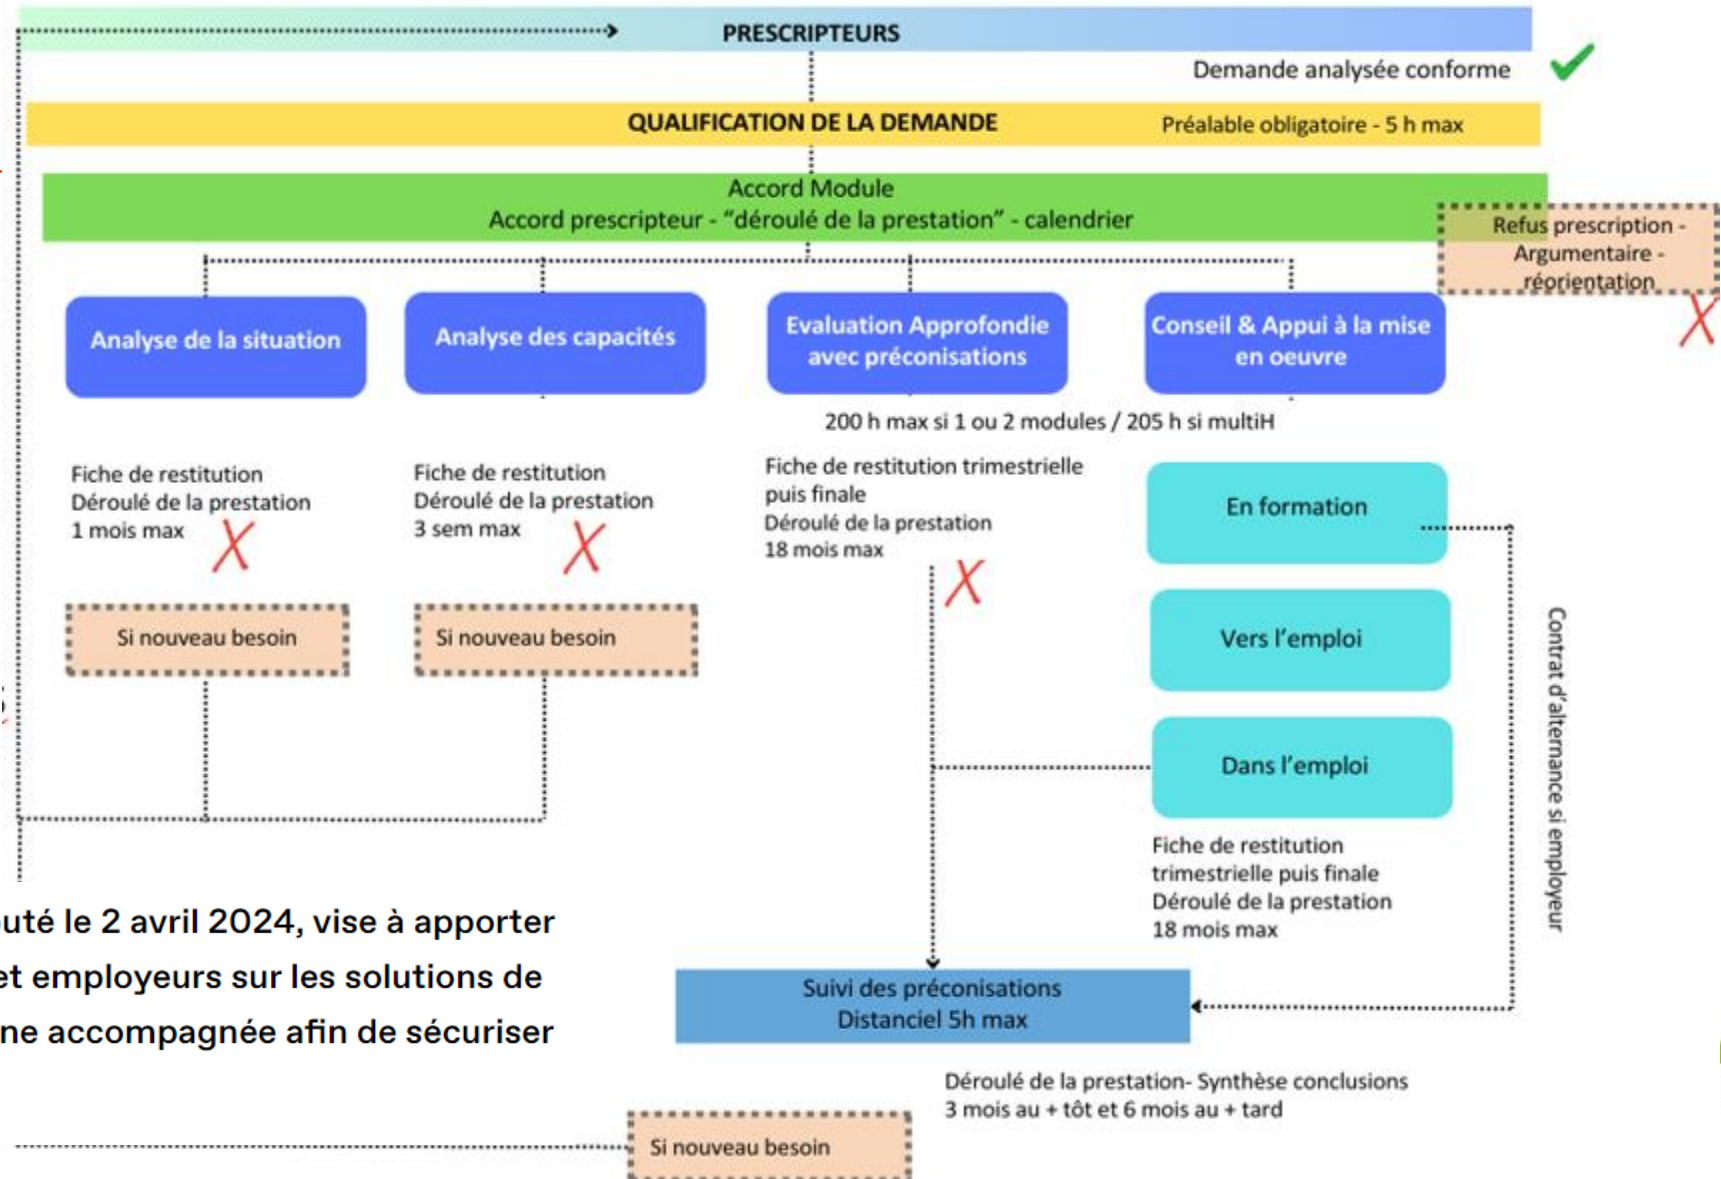 PRESCRIPTEURS
Demande analysée conforme
QUALIFICATION DE LA DEMANDE
Préalable obligatoire - 5 h max
Accord Module
Accord prescripteur - “déroulé de la prestation” - calendrier
Refus prescription -
Argumentaire -
réorientation
Analyse de la situation
Analyse des capacités
Evaluation Approfondie
avec préconisations
Conseil & Appui à la mise
en oeuvre
200 h max si 1 ou 2 modules / 205 h si multiH
Fiche de restitution
Déroulé de la prestation
1 mois max
Fiche de restitution
Déroulé de la prestation
3 sem max
Fiche de restitution trimestrielle
puis finale
Déroulé de la prestation
18 mois max
En formation
Vers l’emploi
Dans l’emploi
Si nouveau besoin
Si nouveau besoin
Contrat d’alternance si employeur
Fiche de restitution
trimestrielle puis finale
Déroulé de la prestation
18 mois max
uté le 2 avril 2024, vise à apporter
et employeurs sur les solutions de
ne accompagnée afin de sécuriser
Suivi des préconisations
Distanciel 5h max
Déroulé de la prestation- Synthèse conclusions
3 mois au + tôt et 6 mois au + tard
Si nouveau besoin